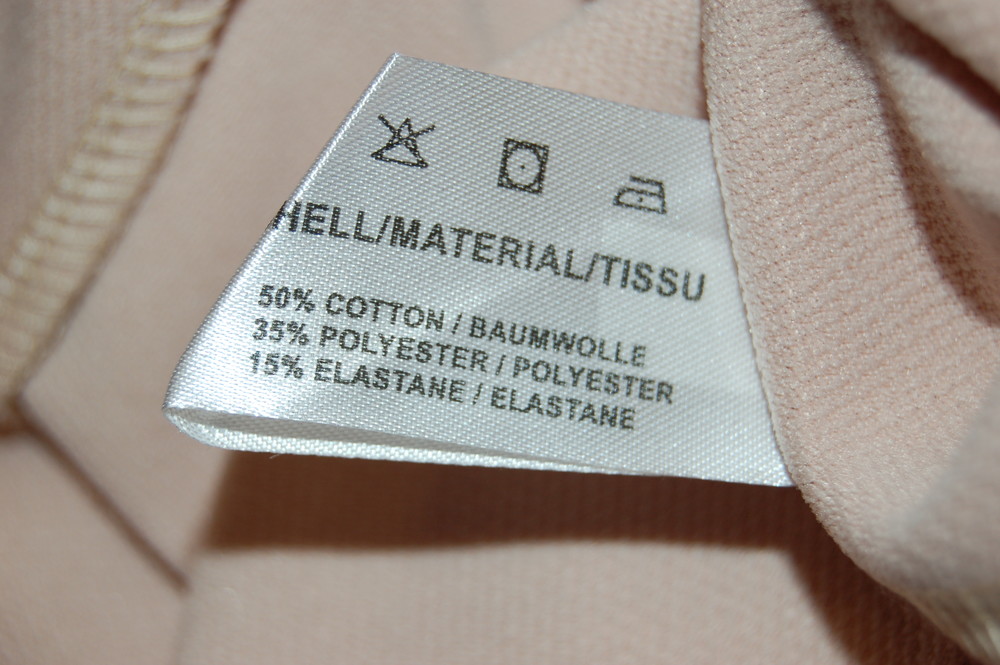 HELL/MATERIAL/TISSU
50% COTTON / BAUMWOLLE
35% POLYESTER / POLYESTER
15% ELASTANE / ELASTANE